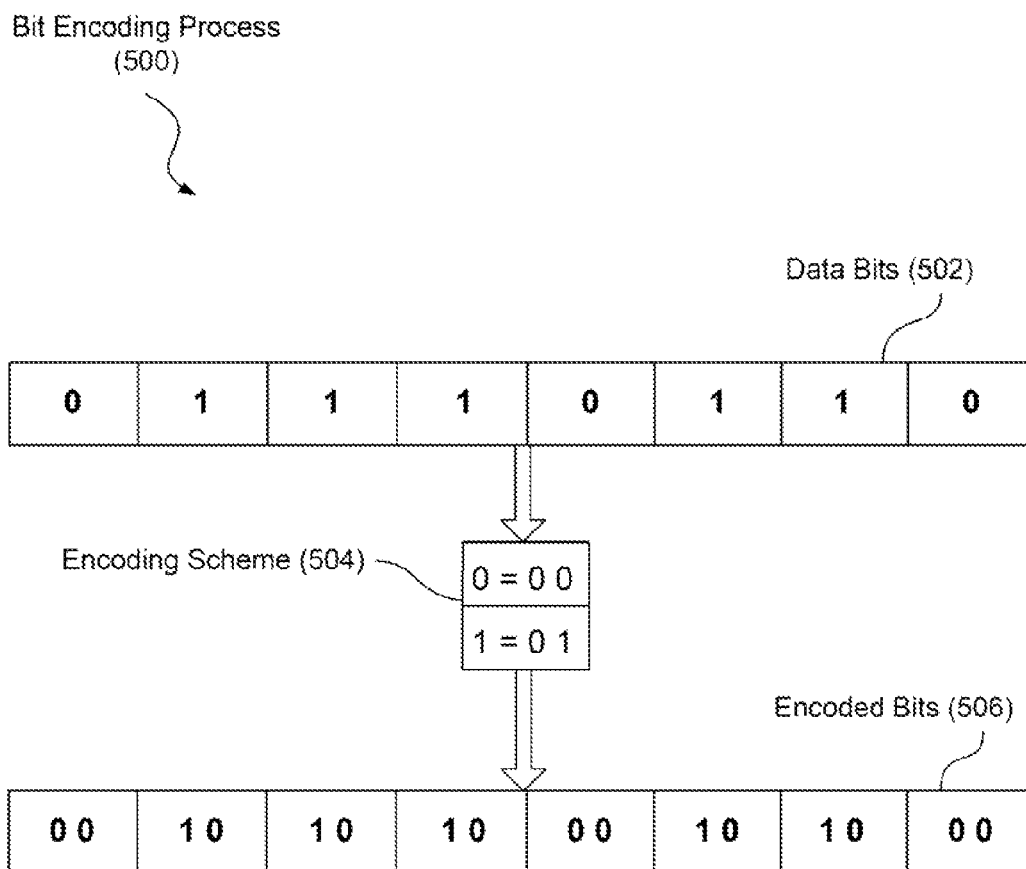 Bit Encoding Process
(500)
Data Bits (502)
0 1 1 1 0 1 1 0
Encoding Scheme (504)
0 = 0 0
1 = 0 1
Encoded Bits (506)
0 0 1 0 1 0 1 0 0 0 1 0 1 0 0 0